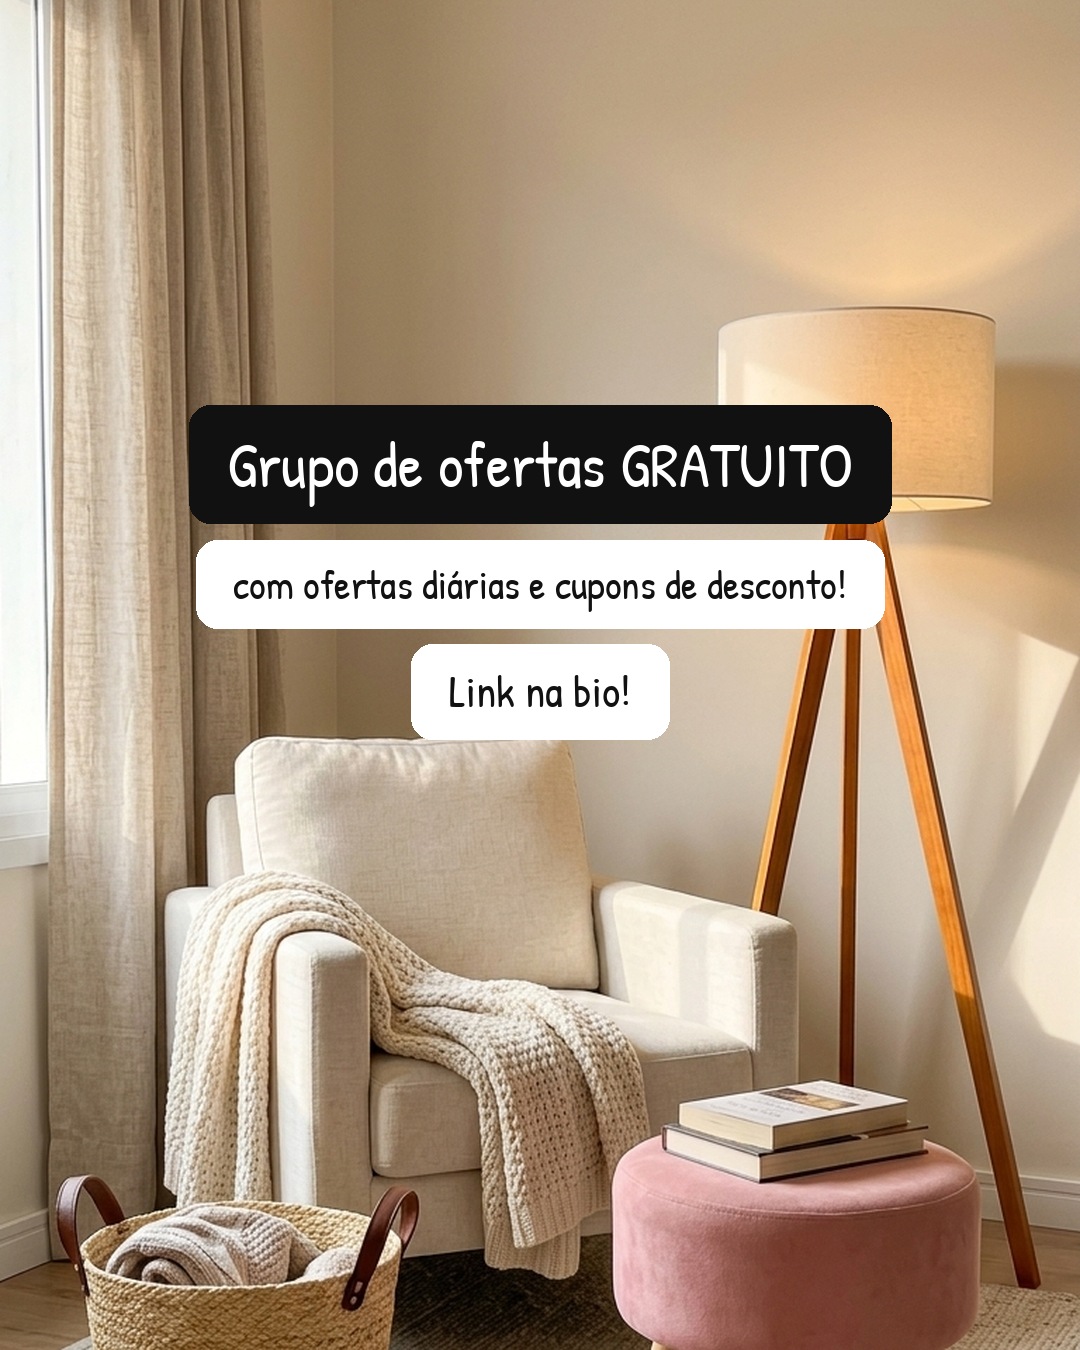 Grupo de ofertas GRATUITO
com ofertas diárias e cupons de desconto!
Link na bio!